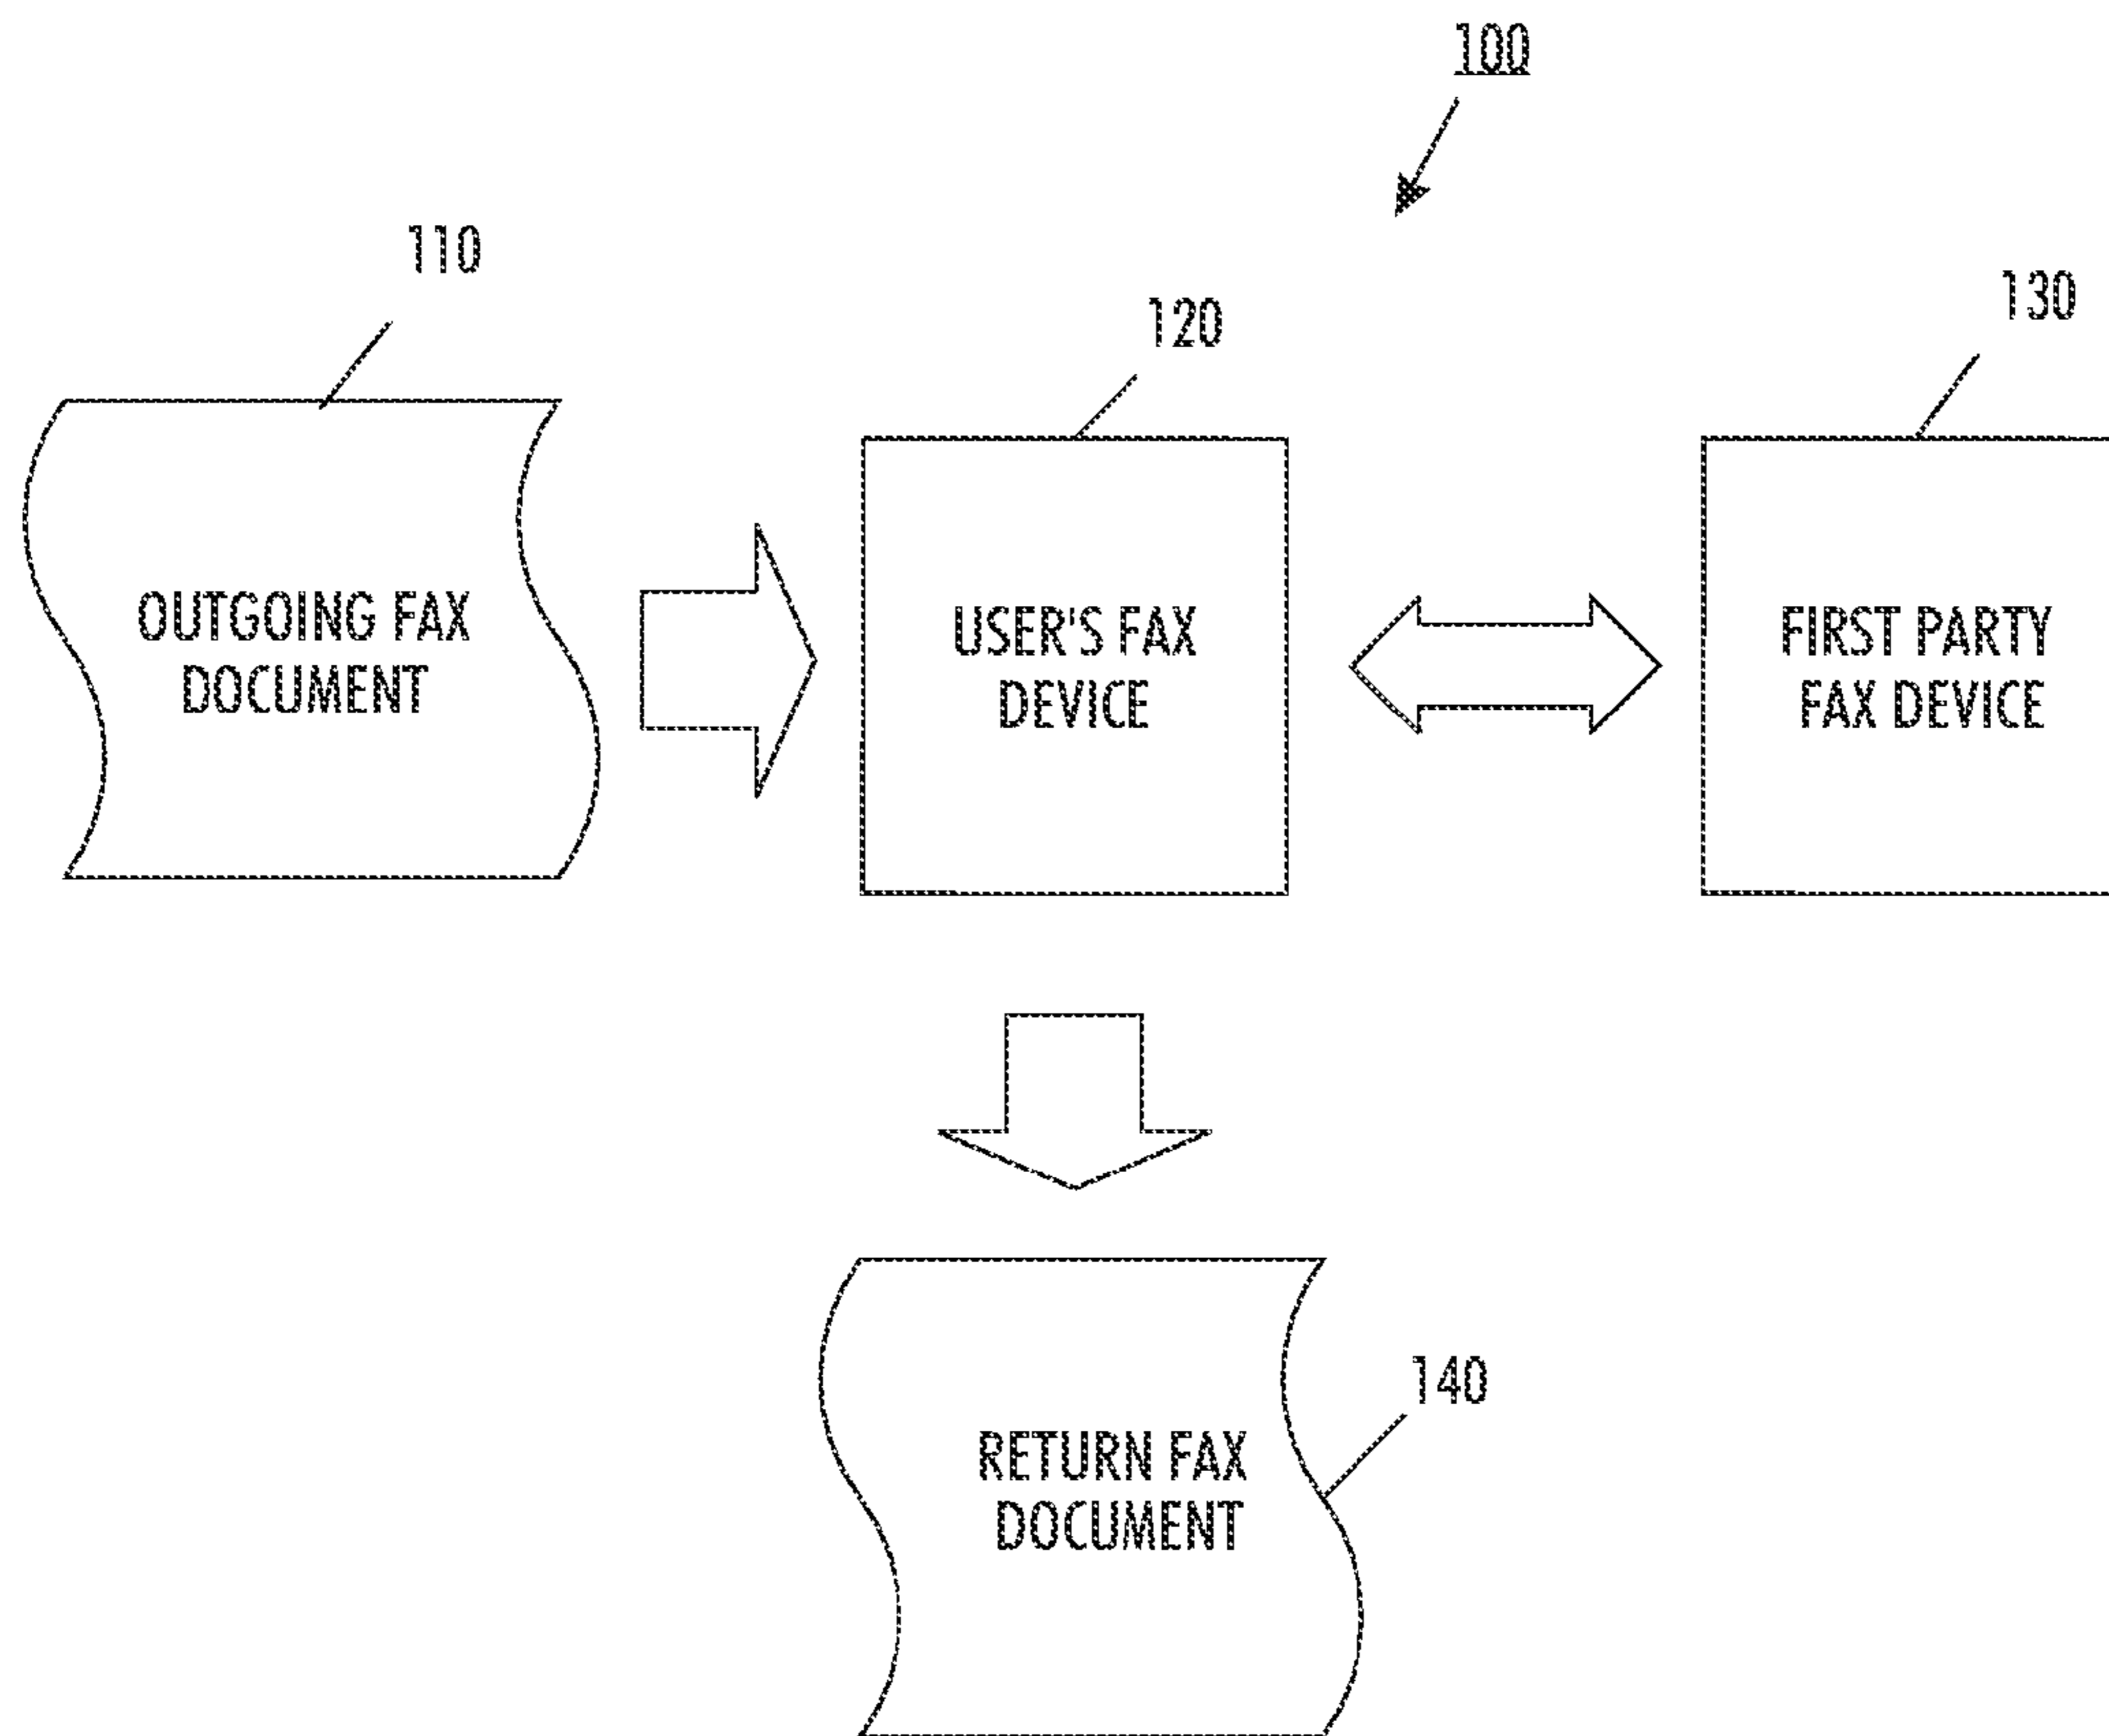 100
110
120
130
OUTGOING FAX
DOCUMENT
USER'S FAX
DEVICE
FIRST PARTY
FAX DEVICE
140
RETURN FAX
DOCUMENT